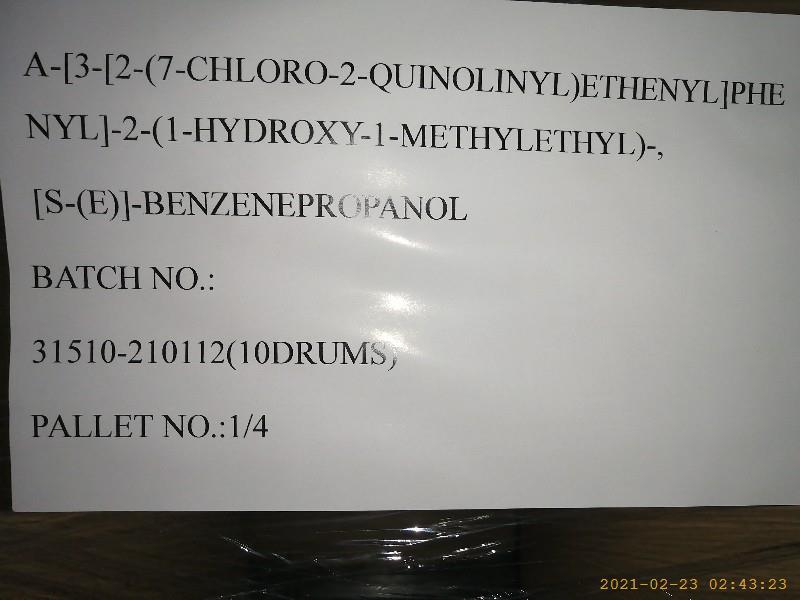 A-[3-[2-(7-CHLORO-2-QUINOLINYL)ETHENYL]PHE
NYL]-2-(1-HYDROXY-1-METHYLETHYL)-,
[S-(E)]-BENZENEPROPANOL
BATCH NO.:
31510-210112(10DRUMS)
PALLET NO.:1/4
2021-02-23 02:43:23